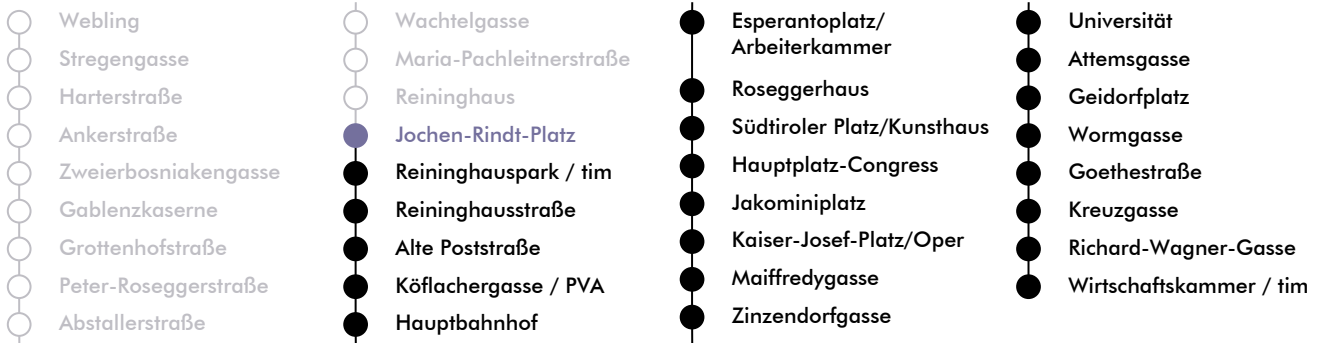 Webling
Stregengasse
Harterstraße
Ankerstraße
Zweierbosniakengasse
Gablenzkaserne
Grottenhofstraße
Peter-Roseggerstraße
Abstallerstraße
Wachtelgasse
Maria-Pachleitnerstraße
Reininghaus
Jochen-Rindt-Platz
Reininghauspark / tim
Reininghausstraße
Alte Poststraße
Köflachergasse / PVA
Hauptbahnhof
Esperantoplatz/
Arbeiterkammer
Roseggerhaus
Südtiroler Platz/Kunsthaus
Hauptplatz-Congress
Jakominiplatz
Kaiser-Josef-Platz/Oper
Maiffredygasse
Zinzendorfgasse
Universität
Attemsgasse
Geidorfplatz
Wormgasse
Goethestraße
Kreuzgasse
Richard-Wagner-Gasse
Wirtschaftskammer / tim